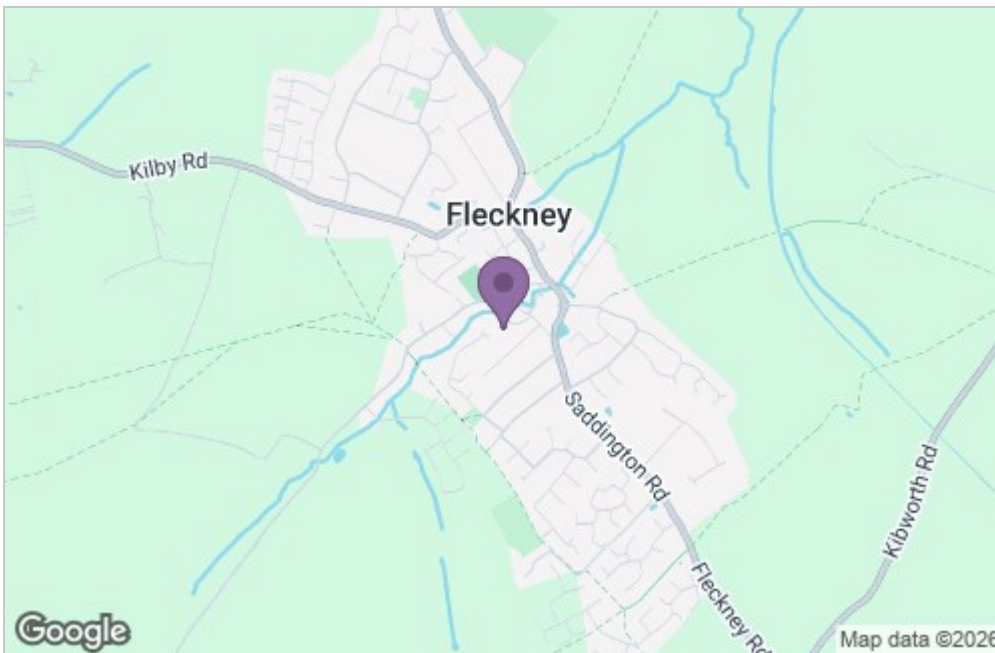 Kilby Rd
Fleckney
Saddington Rd
Kibworth Rd
Fleckney Rd
Google
Map data ©2026